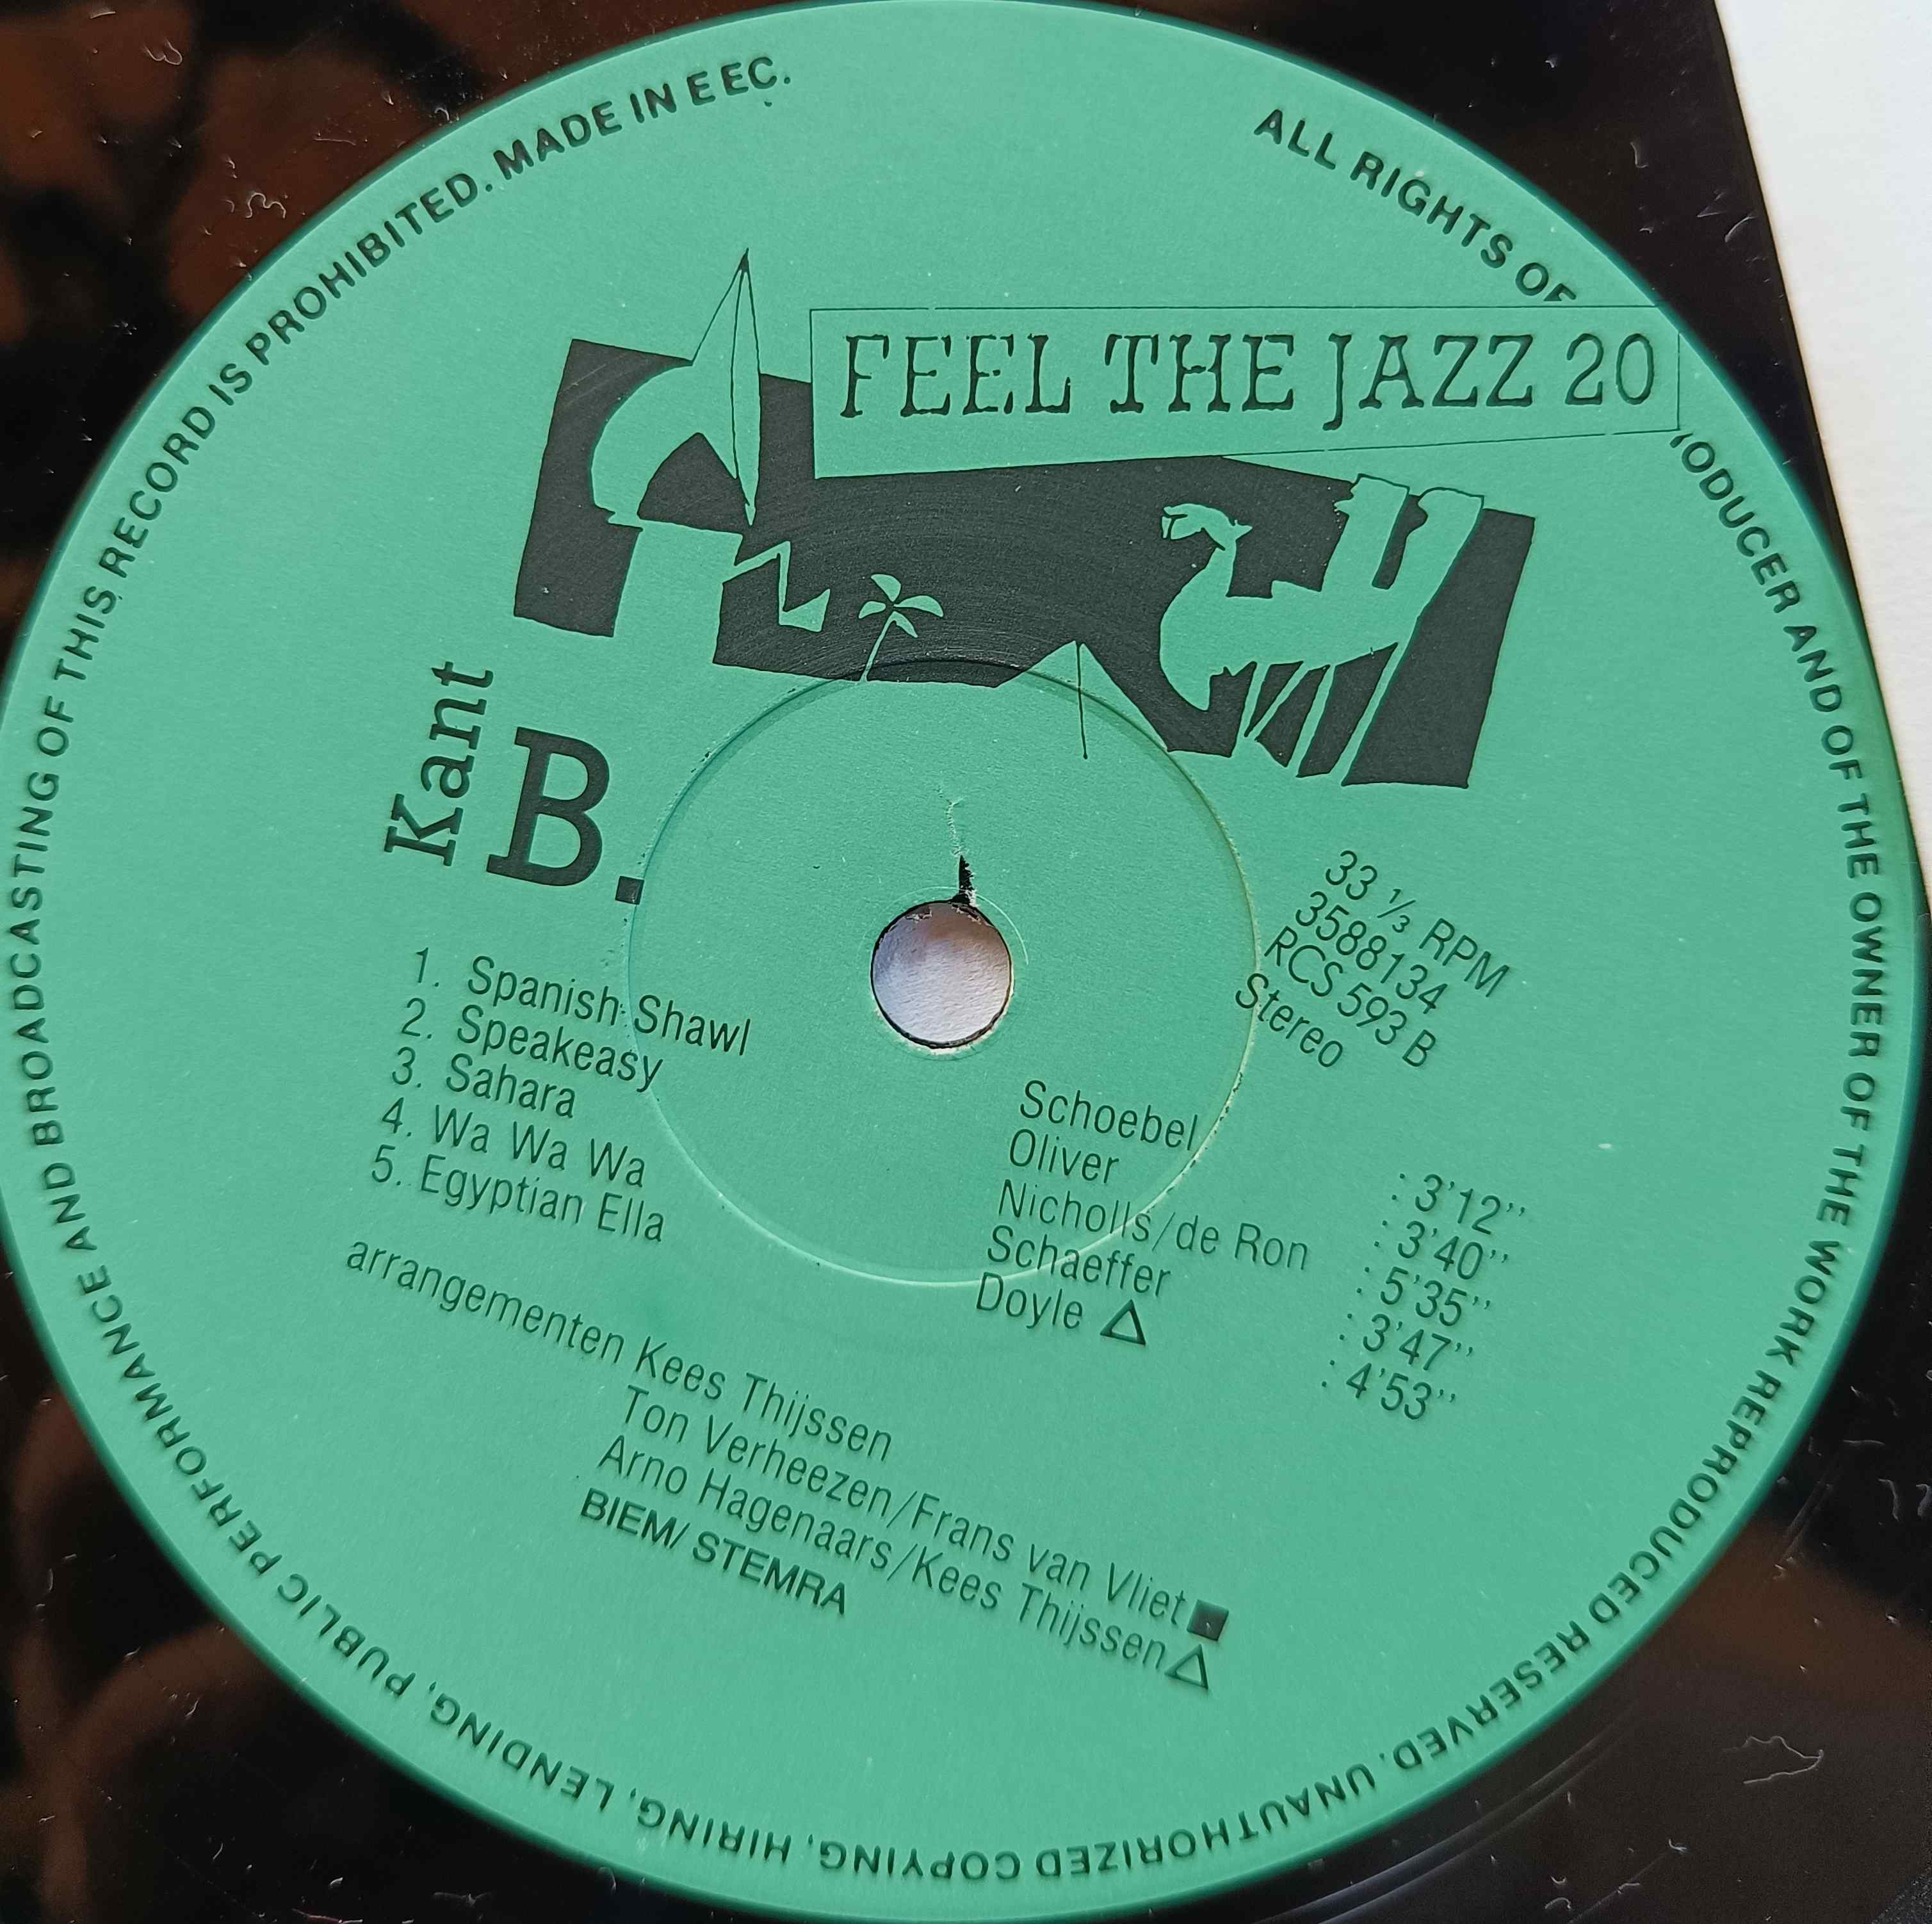 FEEL THE JAZZ 20
Kant
B.
33 ⅓ RPM
3588134
RCS 593 B
Stereo
1. Spanish Shawl Schoebel : 3'12''
2. Speakeasy Oliver : 3'40''
3. Sahara Nicholls/de Ron : 5'35''
4. Wa Wa Wa Schaeffer : 3'47''
5. Egyptian Ella Doyle △ : 4'53''
arrangementen Kees Thijssen
Ton Verheezen/Frans van Vliet ■
Arno Hagenaars/Kees Thijssen △
BIEM/ STEMRA
ALL RIGHTS OF ODUCER AND OF THE OWNER OF THE WORK REPRODUCED RESERVED. UNAUTHORIZED COPYING, HIRING, LENDING, PUBLIC PERFORMANCE AND BROADCASTING OF THIS RECORD IS PROHIBITED. MADE IN E EC.